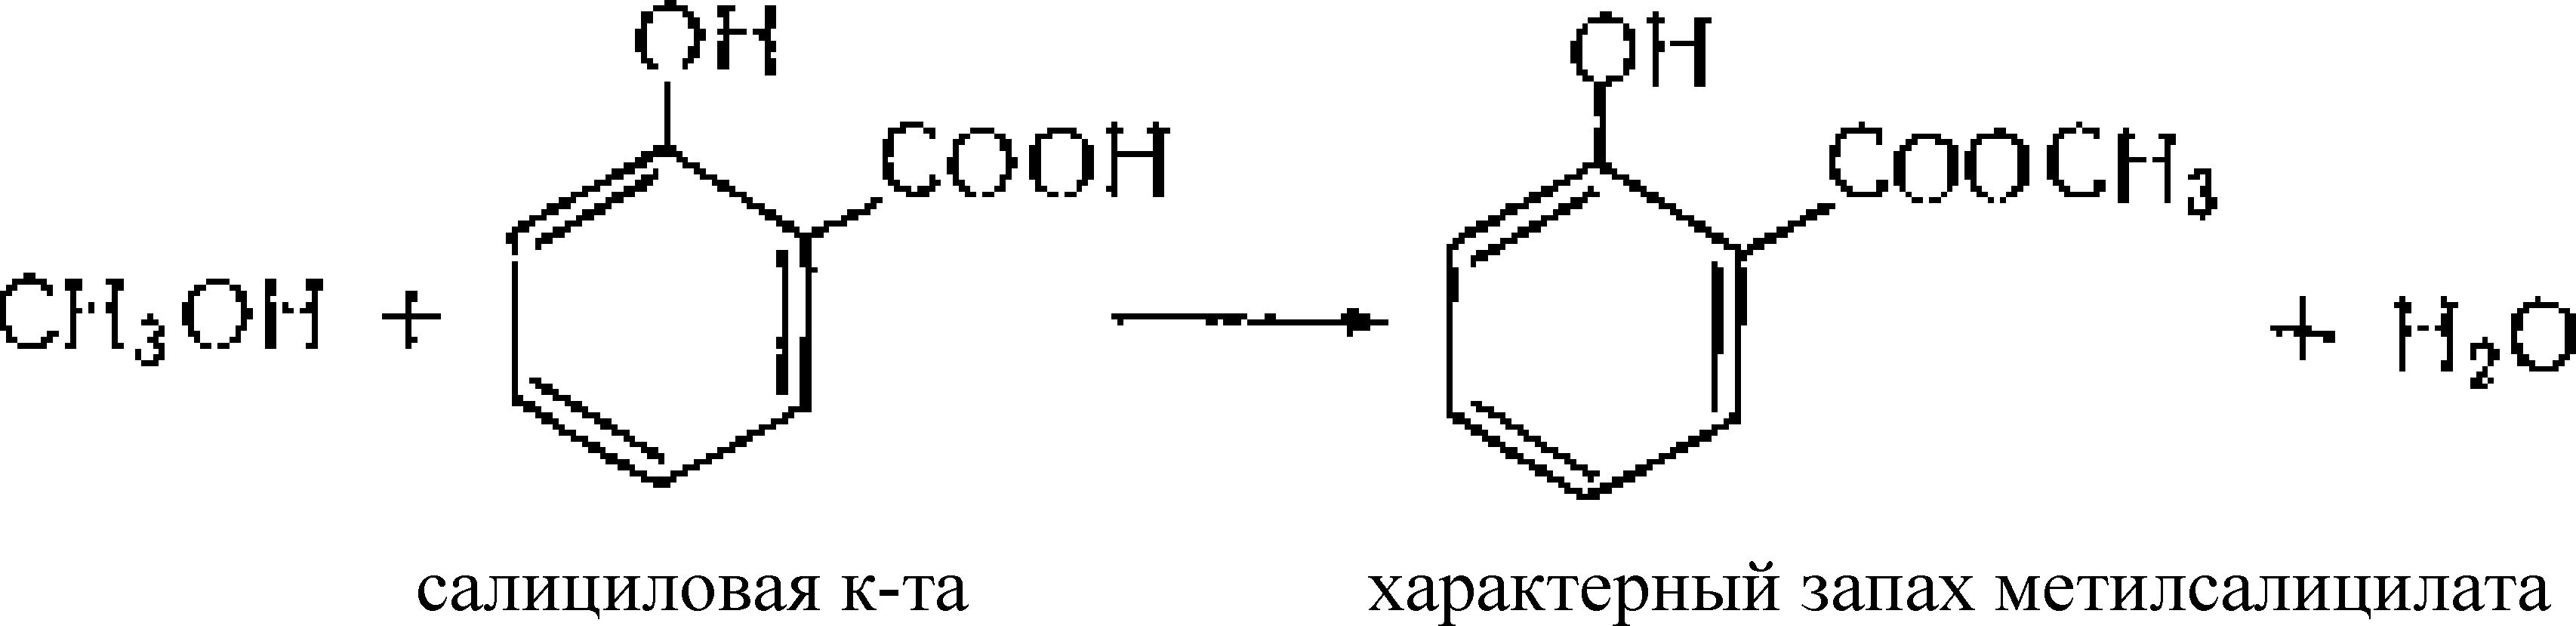 OH
COOH
CH₃OH +
OH
COOCH₃
+ H₂O
салициловая к-та
характерный запах метилсалицилата